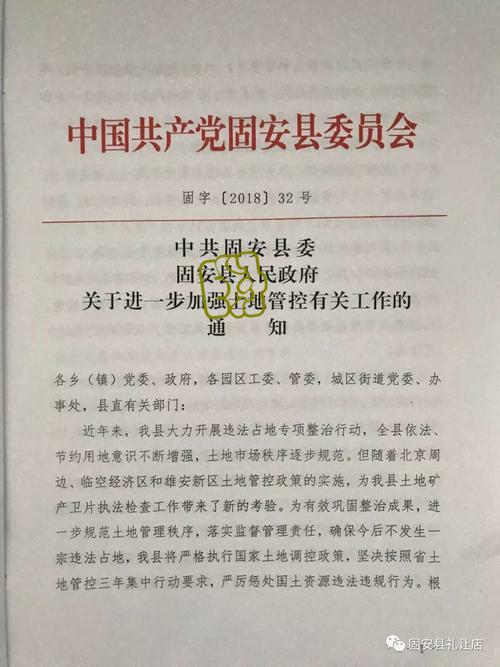 中国共产党固安县委员会
固字〔2018〕32号
中共固安县委
固安县人民政府
关于进一步加强土地管控有关工作的
通 知
各乡（镇）党委、政府，各园区工委、管委，城区街道党委、办
事处，县直有关部门：
近年来，我县大力开展违法占地专项整治行动，全县依法、
节约用地意识不断增强，土地市场秩序逐步规范。但随着北京周
边、临空经济区和雄安新区土地管控政策的实施，为我县土地矿
产卫片执法检查工作带来了新的考验。为有效巩固整治成果，进
一步规范土地管理秩序，落实监督管理责任，确保今后不发生一
宗违法占地，我县将严格执行国家土地调控政策，坚决按照省土
地管控三年集中行动要求，严厉惩处国土资源违法违规行为。根
1
固安县礼让店